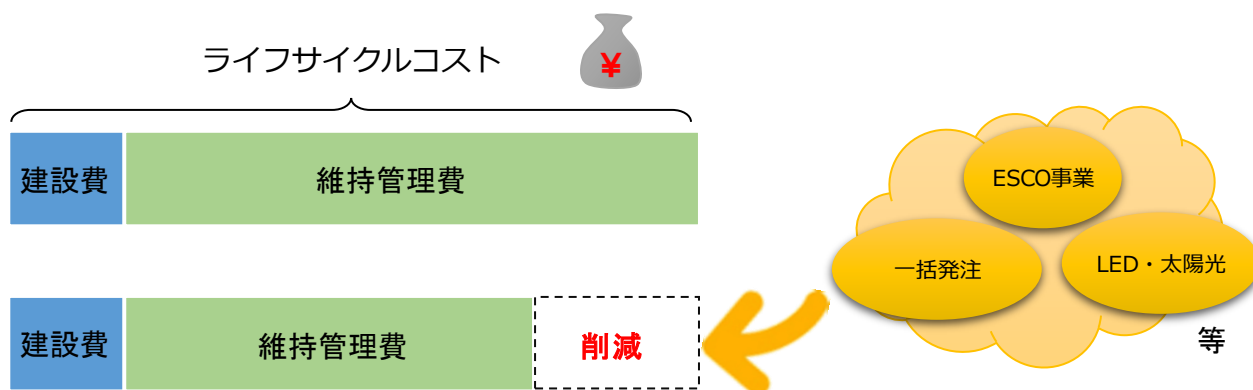 ライフサイクルコスト
¥
建設費
維持管理費
ESCO事業
一括発注
LED・太陽光
等
建設費
維持管理費
削減